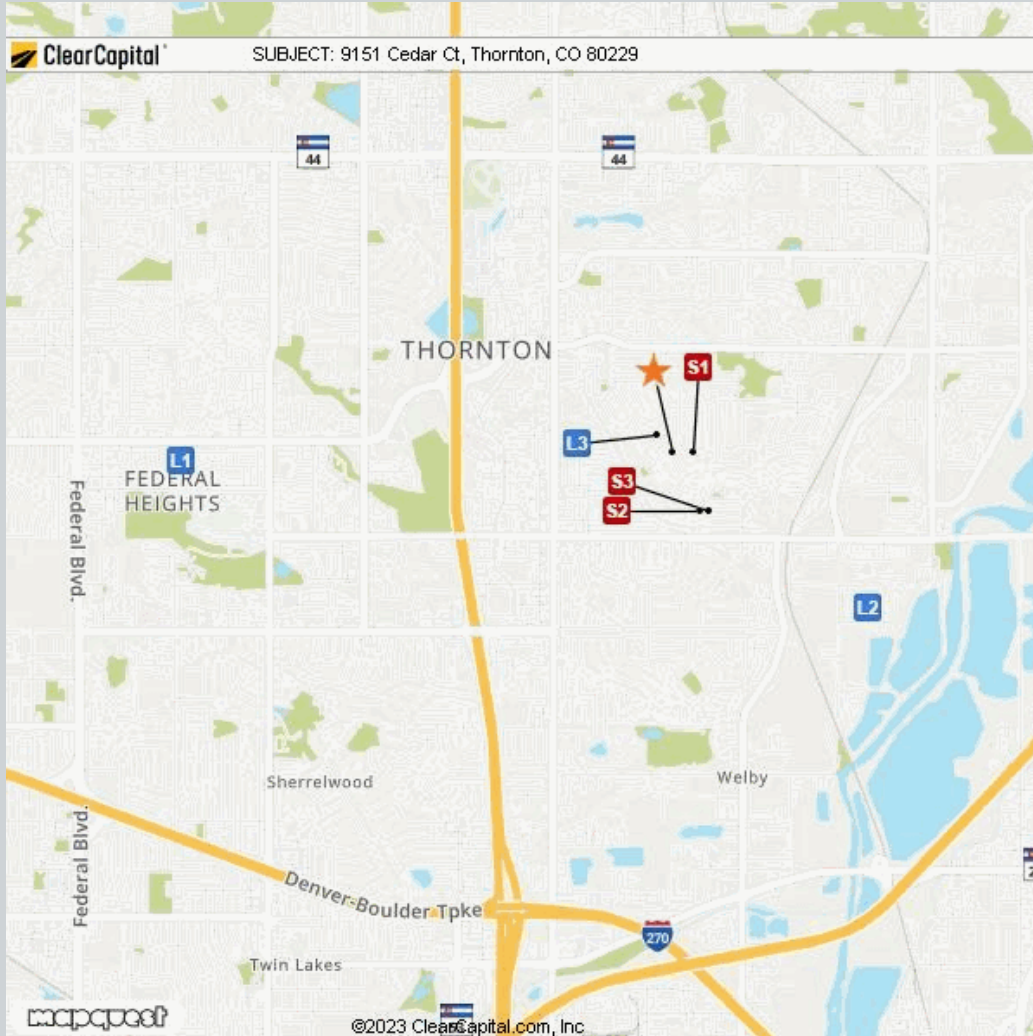 ClearCapital
SUBJECT: 9151 Cedar Ct, Thornton, CO 80229
44
44
THORNTON
S1
L3
L1
FEDERAL
HEIGHTS
S3
S2
Federal Blvd.
L2
Sherrelwood
Welby
Federal Blvd.
Denver-Boulder Tpke
270
Twin Lakes
mapquest
©2023 ClearCapital.com, Inc